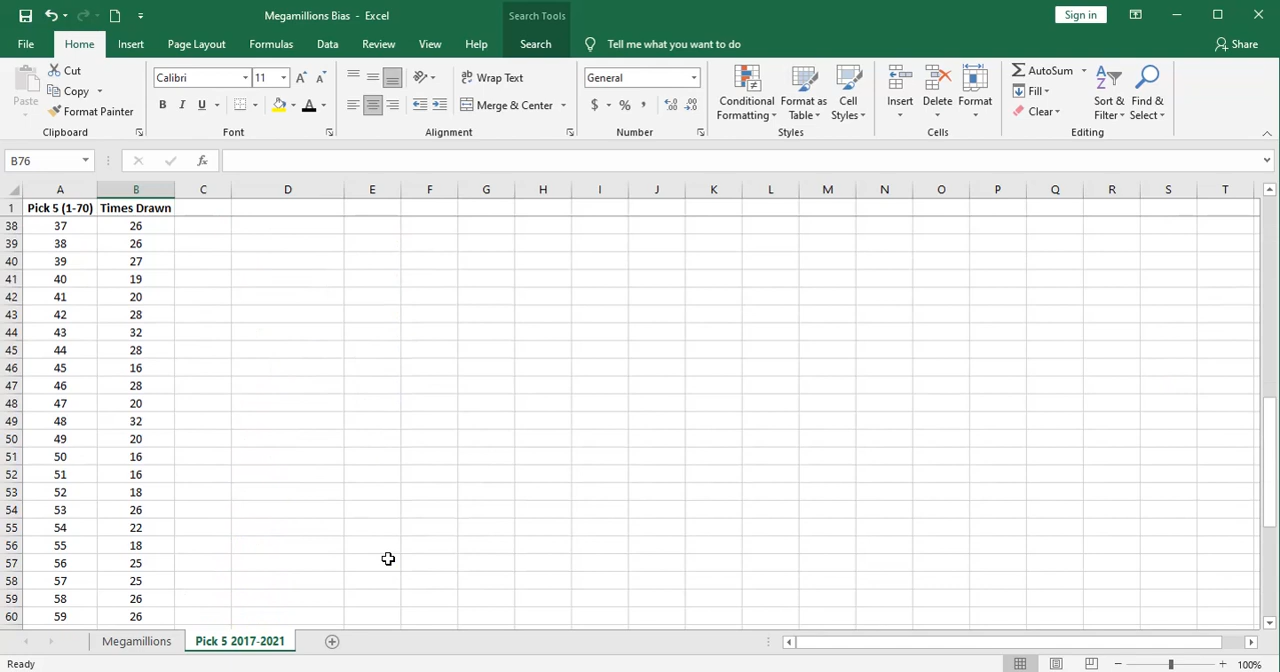 Megamillions Bias - Excel
Search Tools
Sign in
File Home Insert Page Layout Formulas Data Review View Help Search Tell me what you want to do Share
Paste
Cut
Copy
Format Painter
Clipboard
Calibri 11 A A
B I U A
Font
Wrap Text
Merge & Center
Alignment
General
$ % , .00 .0
Number
Conditional Formatting
Format as Table
Cell Styles
Styles
Insert Delete Format
Cells
AutoSum
Fill
Clear
Sort & Filter
Find & Select
Editing
B76 fx
A B C D E F G H I J K L M N O P Q R S T
1 Pick 5 (1-70) Times Drawn
38 37 26
39 38 26
40 39 27
41 40 19
42 41 20
43 42 28
44 43 32
45 44 28
46 45 16
47 46 28
48 47 20
49 48 32
50 49 20
51 50 16
52 51 16
53 52 18
54 53 26
55 54 22
56 55 18
57 56 25
58 57 25
59 58 26
60 59 26
Megamillions Pick 5 2017-2021
Ready 100%